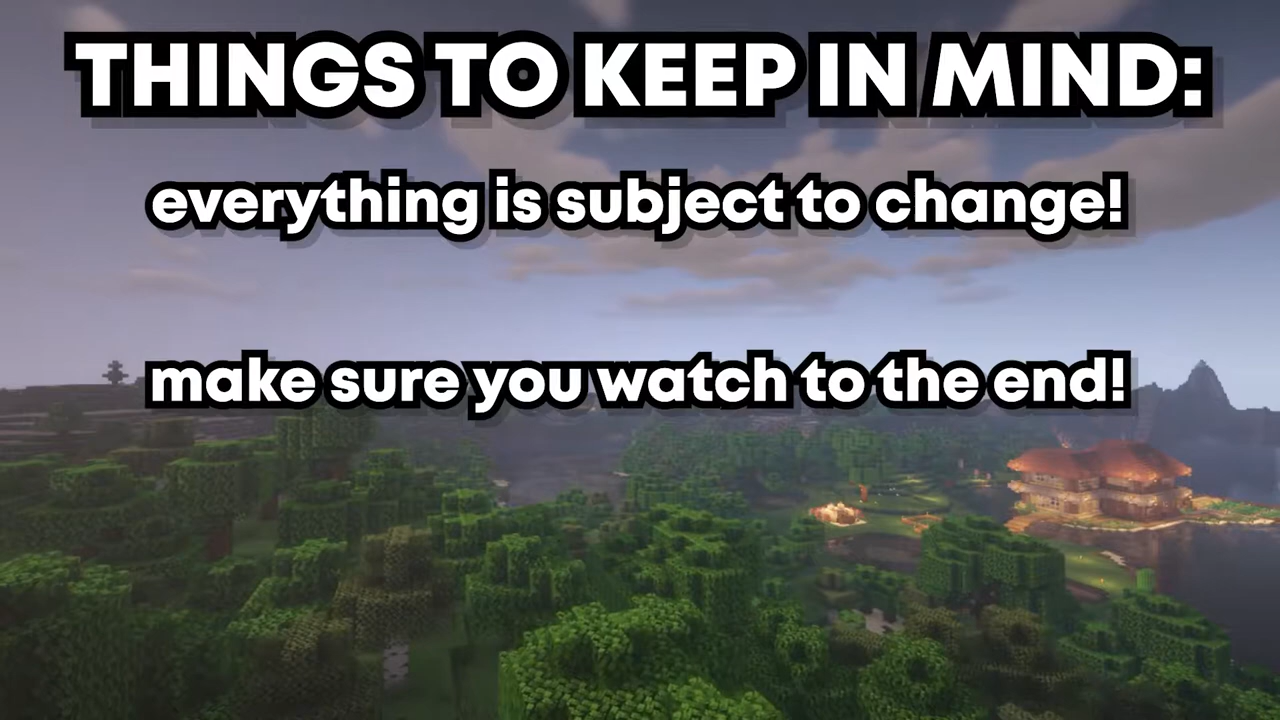 THINGS TO KEEP IN MIND:
everything is subject to change!
make sure you watch to the end!